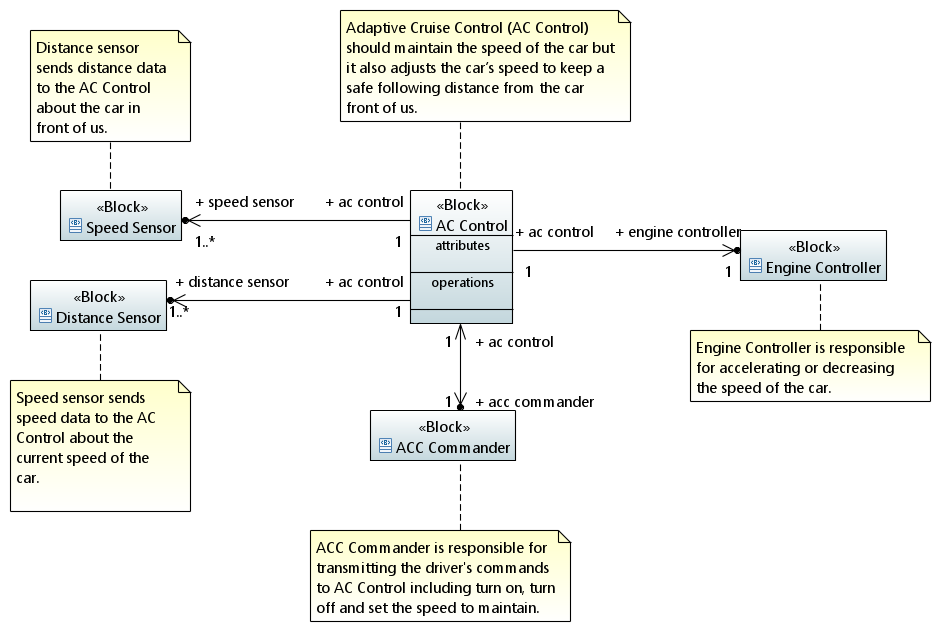 Distance sensor
sends distance data
to the AC Control
about the car in
front of us.
Adaptive Cruise Control (AC Control)
should maintain the speed of the car but
it also adjusts the car's speed to keep a
safe following distance from the car
front of us.
«Block»
Speed Sensor
+ speed sensor
+ ac control
1..*
1
«Block»
AC Control
attributes
operations
+ ac control
+ engine controller
1
1
«Block»
Engine Controller
«Block»
Distance Sensor
+ distance sensor
+ ac control
1..*
1
Engine Controller is responsible
for accelerating or decreasing
the speed of the car.
Speed sensor sends
speed data to the AC
Control about the
current speed of the
car.
1
+ ac control
1
+ acc commander
«Block»
ACC Commander
ACC Commander is responsible for
transmitting the driver's commands
to AC Control including turn on, turn
off and set the speed to maintain.